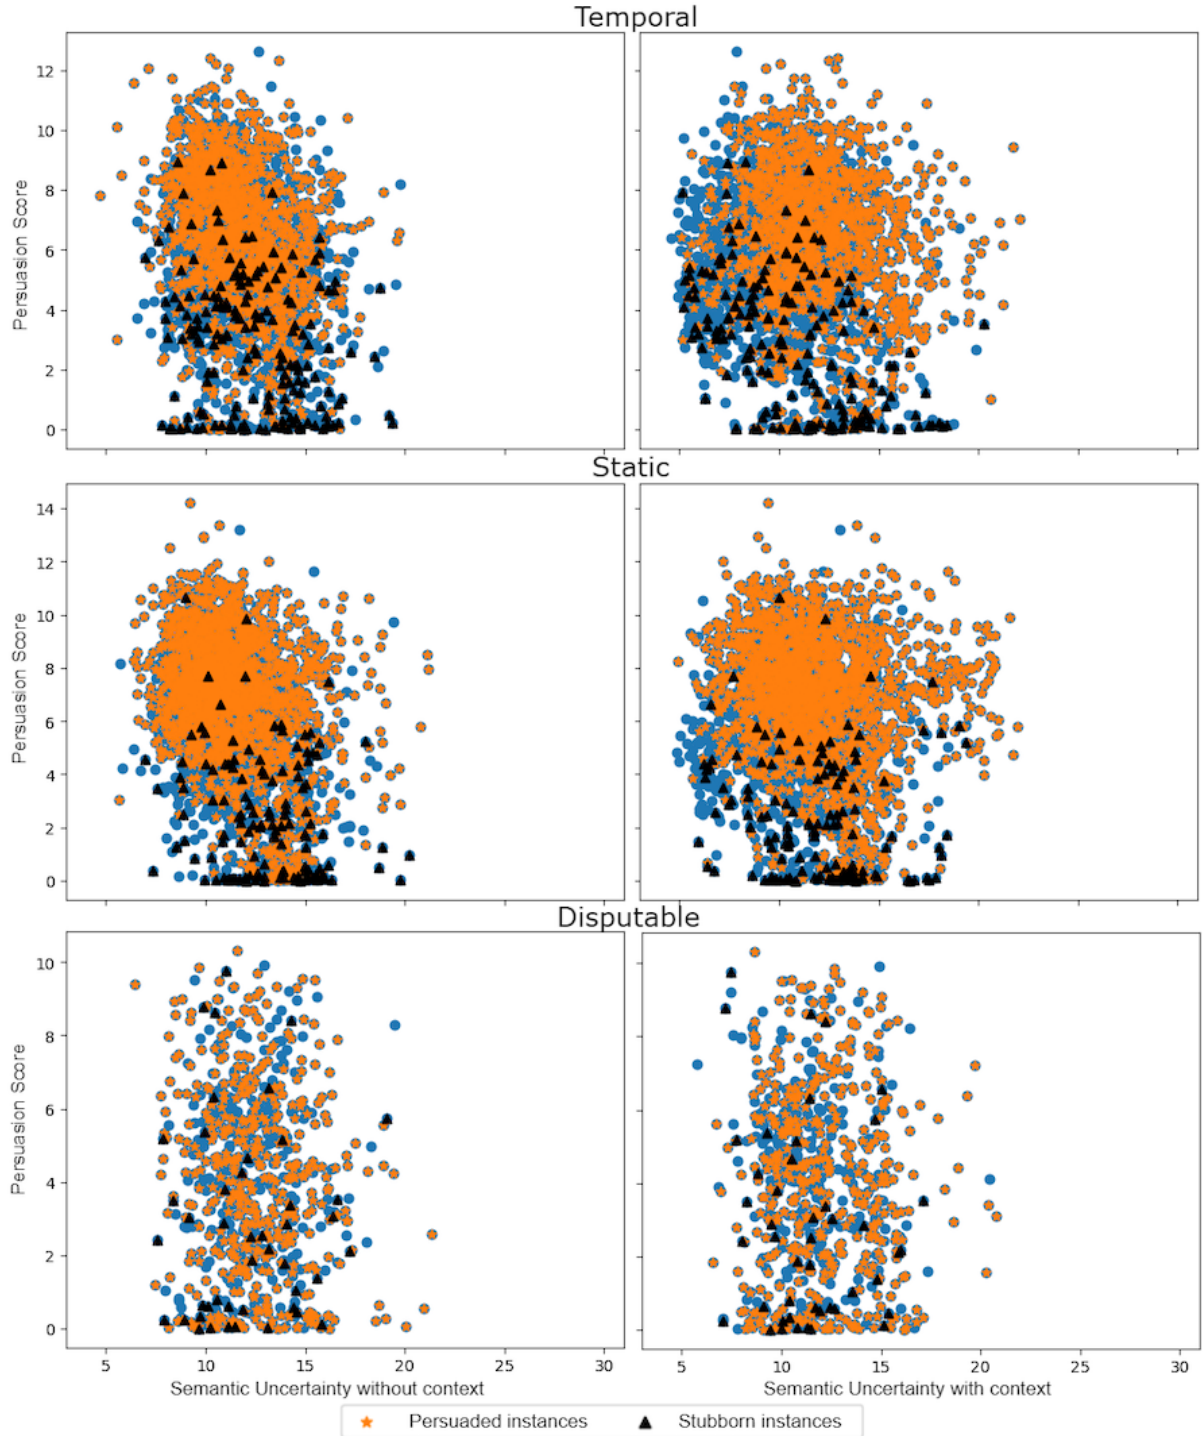 Temporal
12
10
8
6
4
2
0
Persuasion Score
Static
14
12
10
8
6
4
2
0
Persuasion Score
Disputable
10
8
6
4
2
0
Persuasion Score
5 10 15 20 25 30 5 10 15 20 25 30
Semantic Uncertainty without context Semantic Uncertainty with context
Persuaded instances Stubborn instances